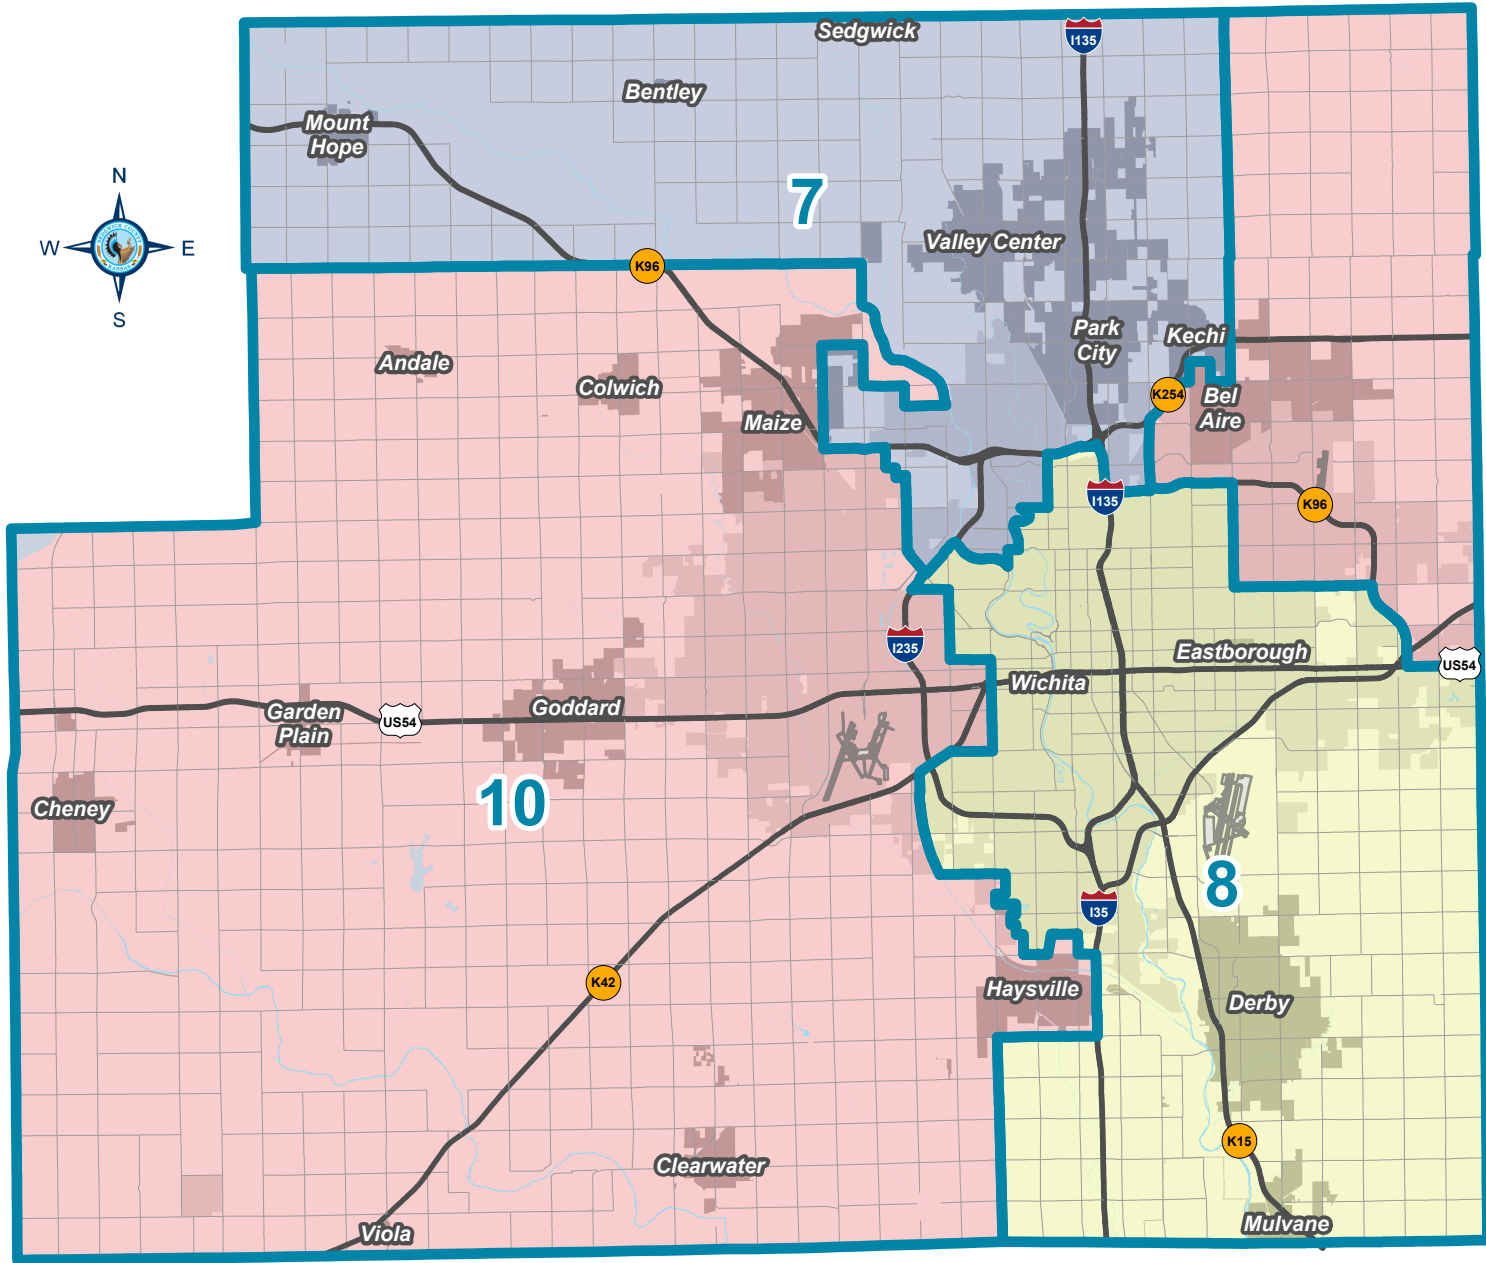 Sedgwick
I135
Bentley
Mount
Hope
N
7
W
E
Valley Center
K96
S
Park
City
Kechi
Andale
Colwich
K254
Bel
Aire
Maize
I135
K96
I235
Eastborough
US54
Wichita
Goddard
Garden
Plain
US54
10
Cheney
8
I35
K42
Haysville
Derby
K15
Clearwater
Mulvane
Viola